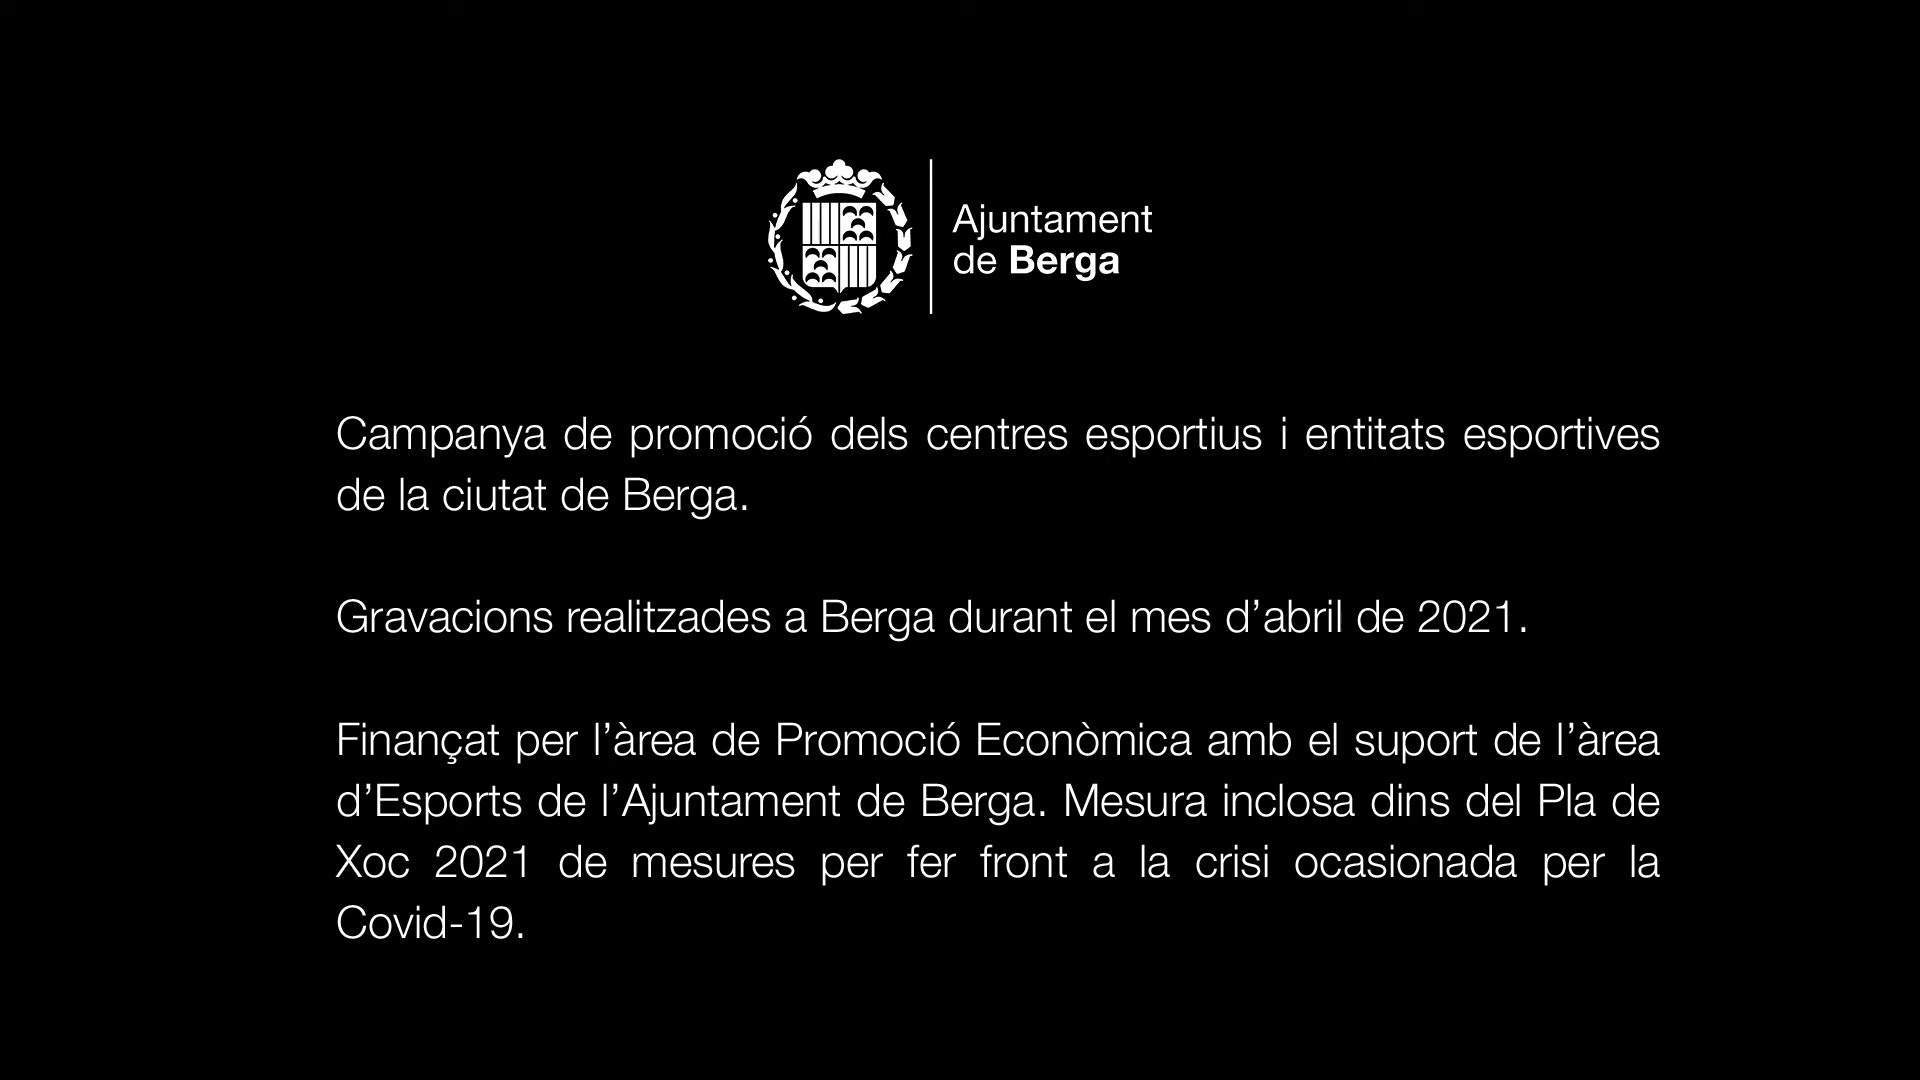 Ajuntament
de Berga
Campanya de promoció dels centres esportius i entitats esportives
de la ciutat de Berga.
Gravacions realitzades a Berga durant el mes d’abril de 2021.
Finançat per l’àrea de Promoció Econòmica amb el suport de l’àrea
d’Esports de l’Ajuntament de Berga. Mesura inclosa dins del Pla de
Xoc 2021 de mesures per fer front a la crisi ocasionada per la
Covid-19.